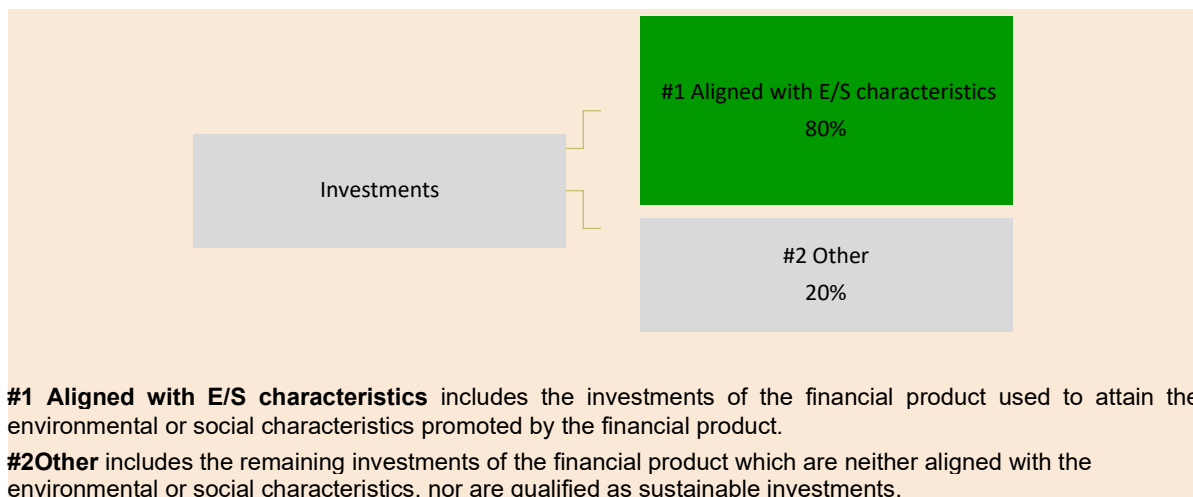 #1 Aligned with E/S characteristics
80%
Investments
#2 Other
20%
#1 Aligned with E/S characteristics includes the investments of the financial product used to attain the
environmental or social characteristics promoted by the financial product.
#2Other includes the remaining investments of the financial product which are neither aligned with the
environmental or social characteristics, nor are qualified as sustainable investments.